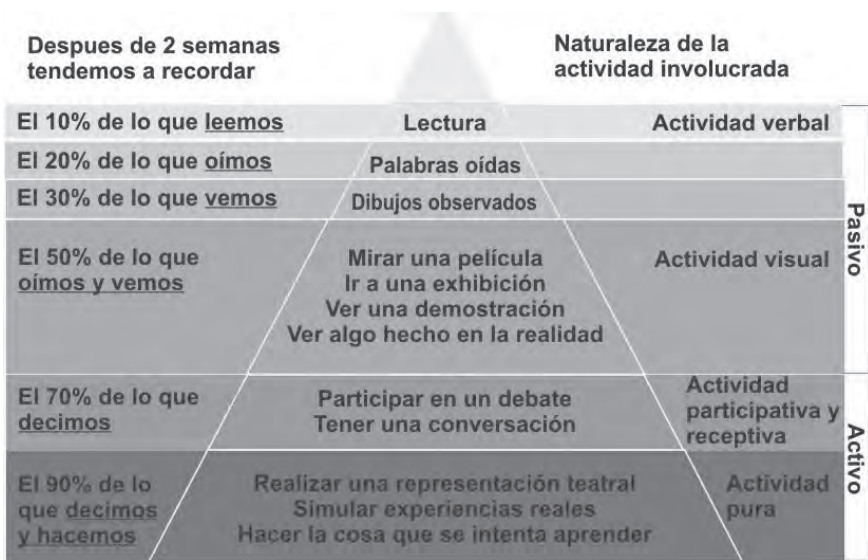 Despues de 2 semanas
tendemos a recordar
Naturaleza de la
actividad involucrada
El 10% de lo que leemos
Lectura
Actividad verbal
El 20% de lo que oímos
Palabras oídas
El 30% de lo que vemos
Dibujos observados
El 50% de lo que
oímos y vemos
Mirar una película
Ir a una exhibición
Ver una demostración
Ver algo hecho en la realidad
Actividad visual
Pasivo
El 70% de lo que
decimos
Participar en un debate
Tener una conversación
Actividad
participativa y
receptiva
El 90% de lo
que decimos
y hacemos
Realizar una representación teatral
Simular experiencias reales
Hacer la cosa que se intenta aprender
Actividad
pura
Activo